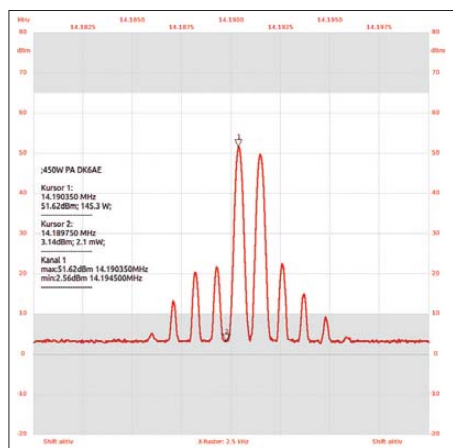 MHz 14.1825 14.1850 14.1875 14.1900 14.1925 14.1950 14.1975
80 80
dBm dBm
70 70
60 60
50 50
40 40
30 30
20 20
10 10
0 0
-10 -10
-20 -20
1
2
;450W PA DK6AE
Kursor 1:
14.190350 MHz
51.62dBm; 145.3 W;
--------------------
Kursor 2:
14.189750 MHz
3.14dBm; 2.1 mW;
--------------------
Kanal 1
max:51.62dBm 14.190350MHz
min:2.56dBm 14.194500MHz
--------------------
Shift aktiv X-Raster: 2.5 kHz Shift aktiv